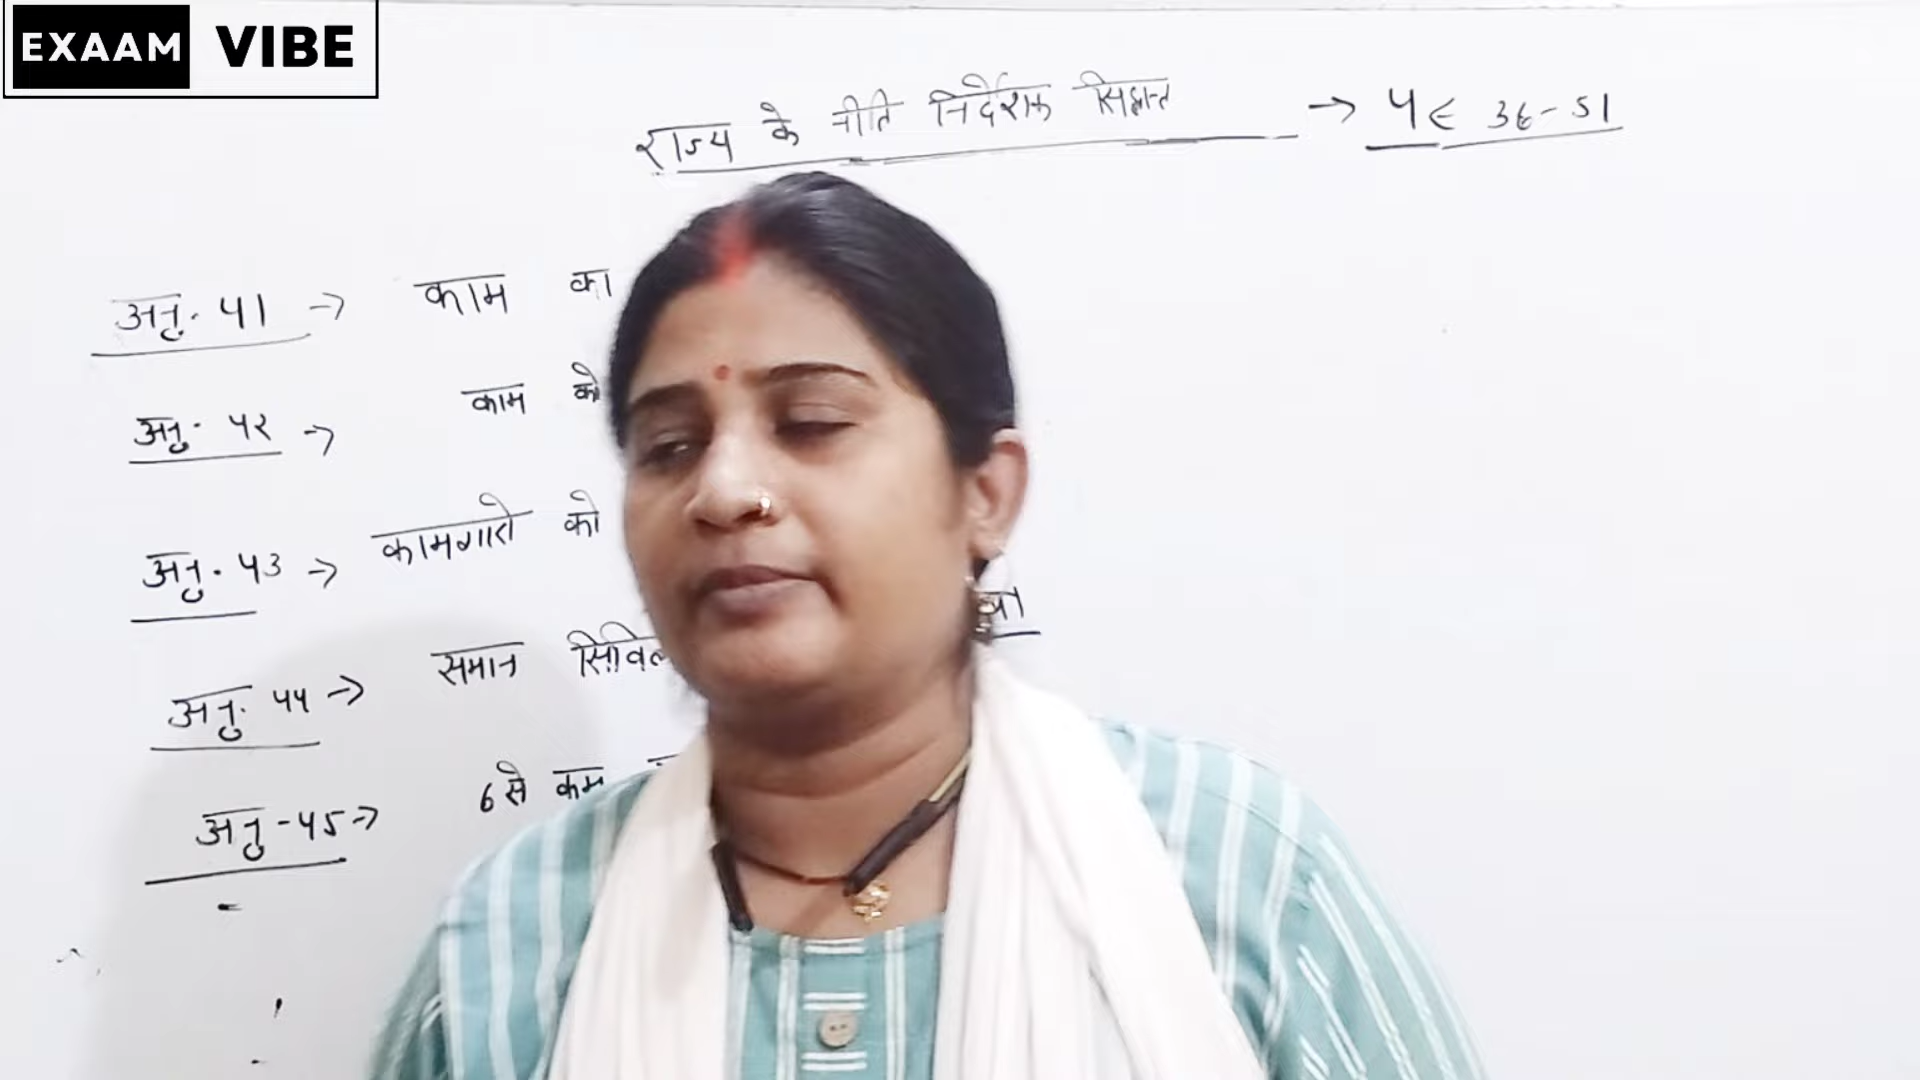 EXAAM VIBE
राज्य के नीति निर्देशक सिद्धान्त → 4 < 36-51
अनु. 41 → काम का
अनु. 42 → काम को
अनु. 43 → कामगारो को
अनु. 44 → समान सिविल
अनु-45 → 6 से कम